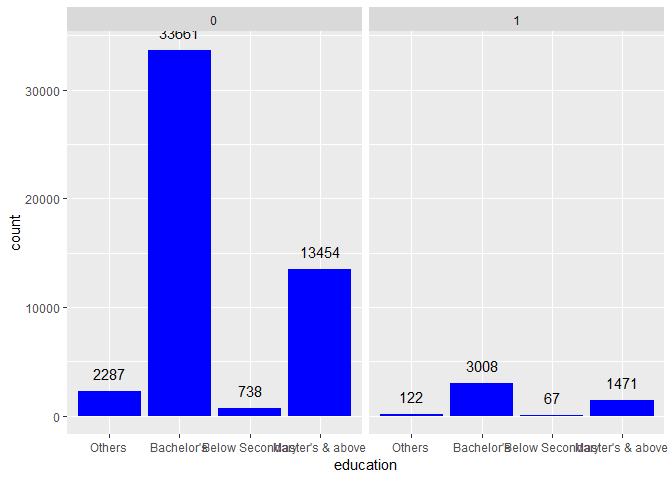 0
1
33661
30000
20000
13454
count
10000
2287
738
3008
1471
122
67
0
Others
Bachelor's
Below Secondary
Master's & above
Others
Bachelor's
Below Secondary
Master's & above
education